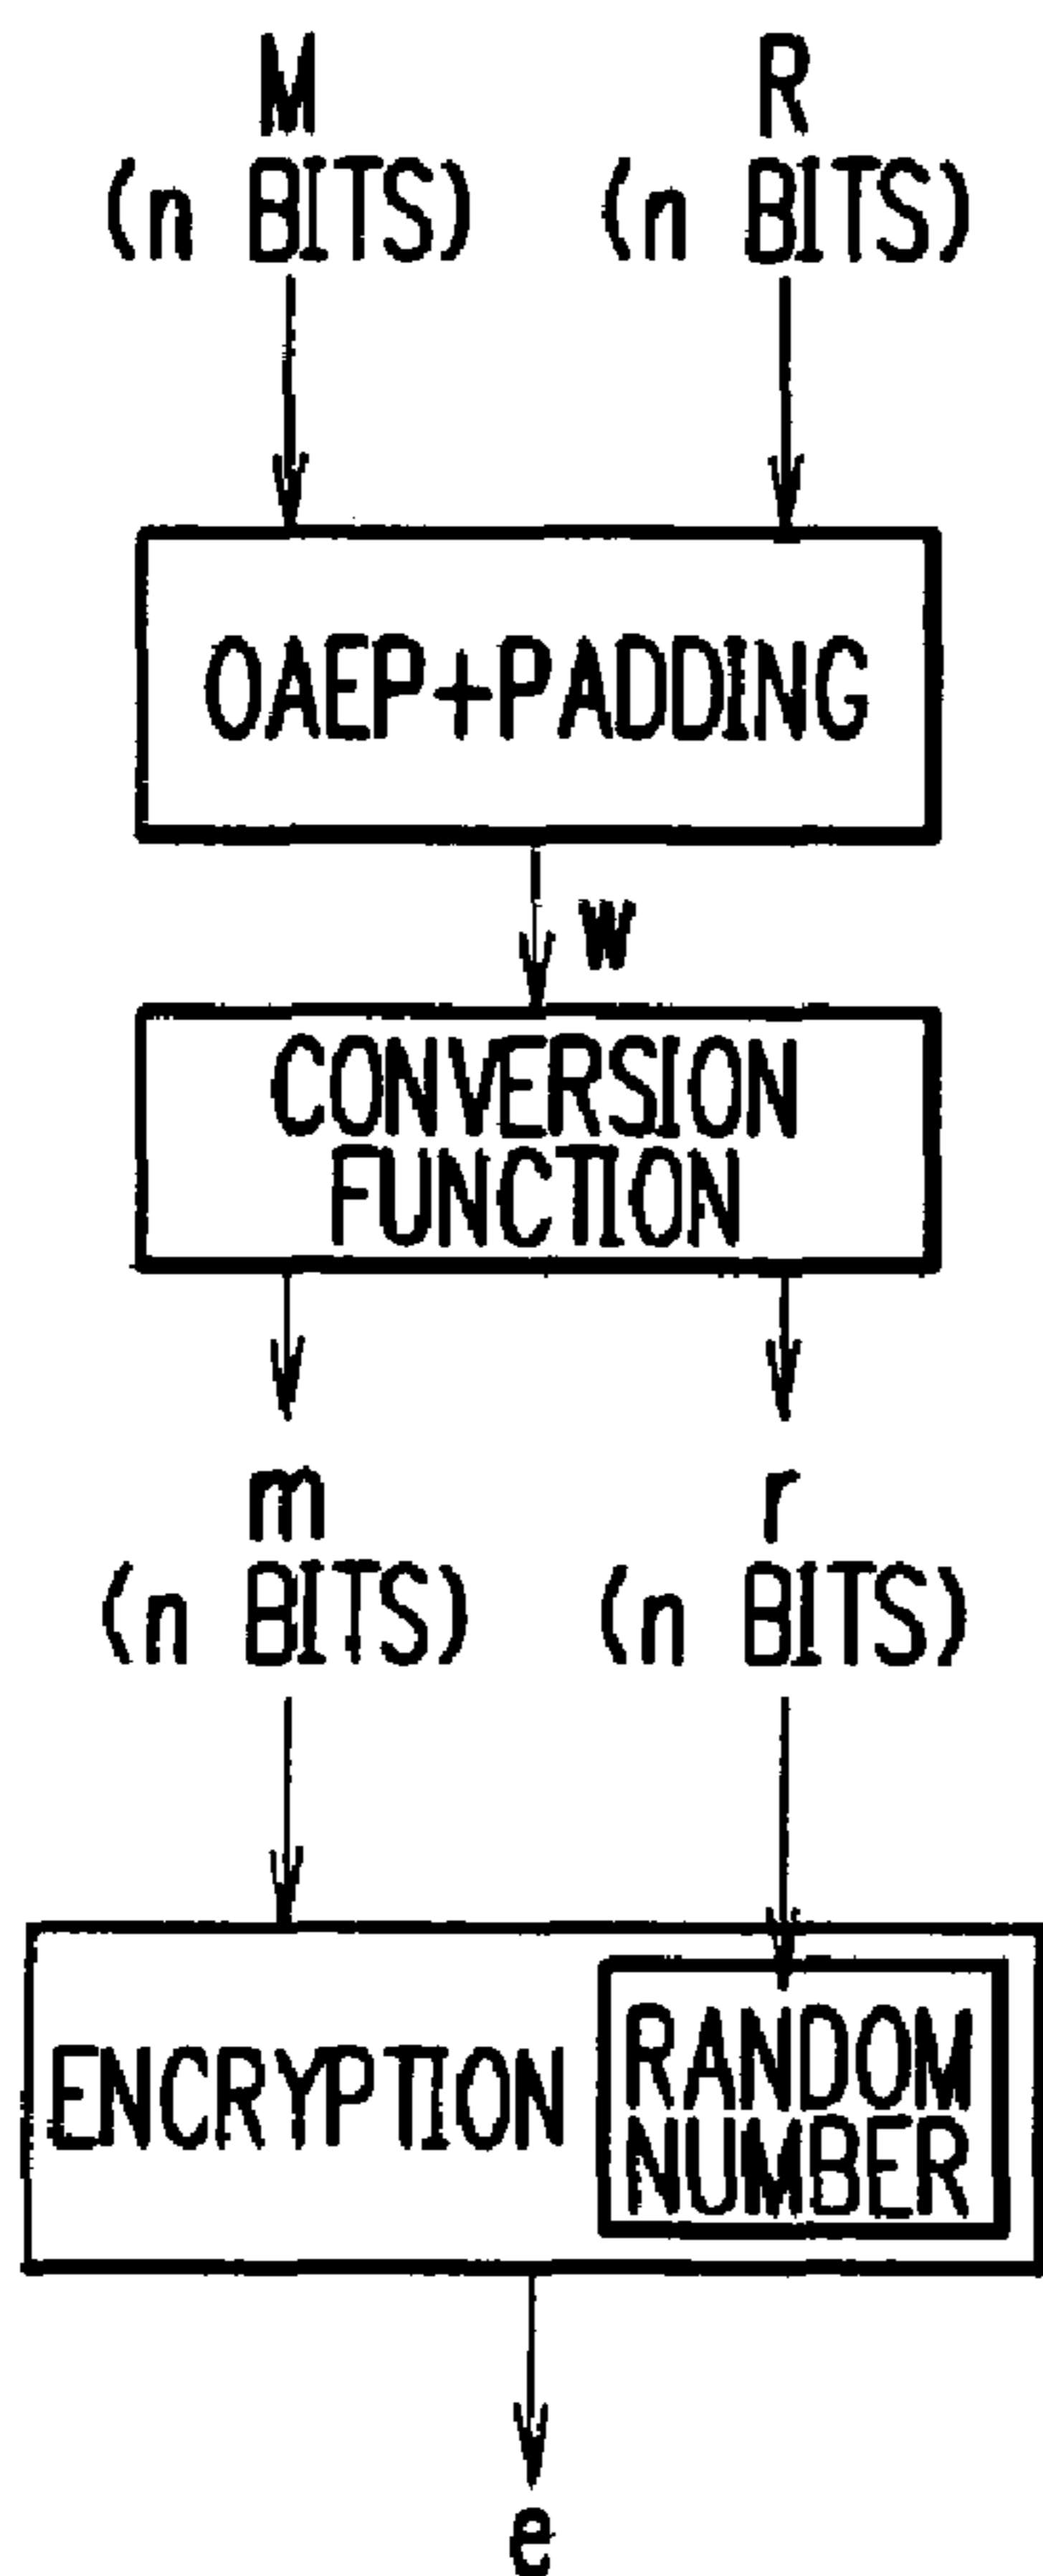 M R
(n BITS) (n BITS)
OAEP+PADDING
w
CONVERSION
FUNCTION
m r
(n BITS) (n BITS)
ENCRYPTION
RANDOM
NUMBER
e